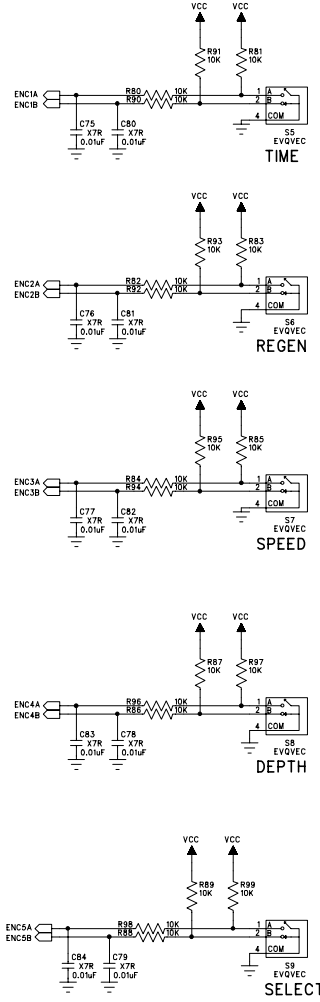 VCC VCC
R91 10K R81 10K
ENC1A R80 10K 1 A
ENC1B R90 10K 2 B
C75 X7R 0.01uF C80 X7R 0.01uF 4 COM
S5
EVQVEC
TIME
VCC VCC
R93 10K R83 10K
ENC2A R82 10K 1 A
ENC2B R92 10K 2 B
C76 X7R 0.01uF C81 X7R 0.01uF 4 COM
S6
EVQVEC
REGEN
VCC VCC
R95 10K R85 10K
ENC3A R84 10K 1 A
ENC3B R94 10K 2 B
C77 X7R 0.01uF C82 X7R 0.01uF 4 COM
S7
EVQVEC
SPEED
VCC VCC
R87 10K R97 10K
ENC4A R96 10K 1 A
ENC4B R86 10K 2 B
C83 X7R 0.01uF C78 X7R 0.01uF 4 COM
S8
EVQVEC
DEPTH
VCC VCC
R89 10K R99 10K
ENC5A R98 10K 1 A
ENC5B R88 10K 2 B
C84 X7R 0.01uF C79 X7R 0.01uF 4 COM
S9
EVQVEC
SELECT